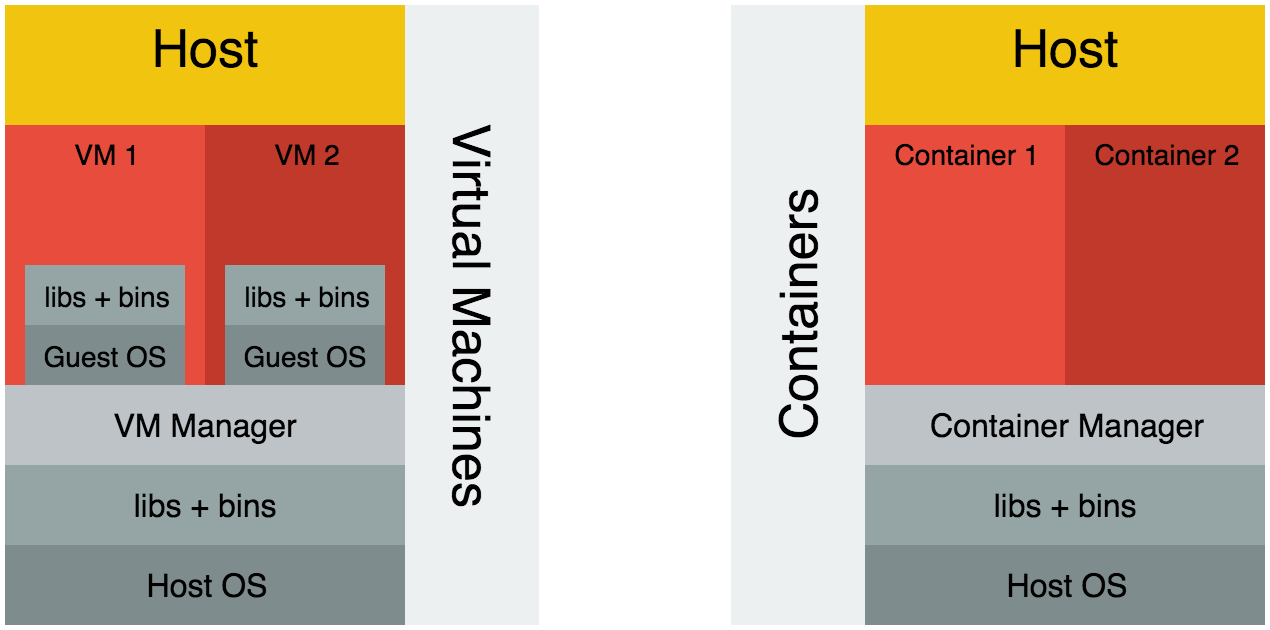 Host
VM 1
VM 2
libs + bins
libs + bins
Guest OS
Guest OS
VM Manager
libs + bins
Host OS
Virtual Machines
Containers
Host
Container 1
Container 2
Container Manager
libs + bins
Host OS